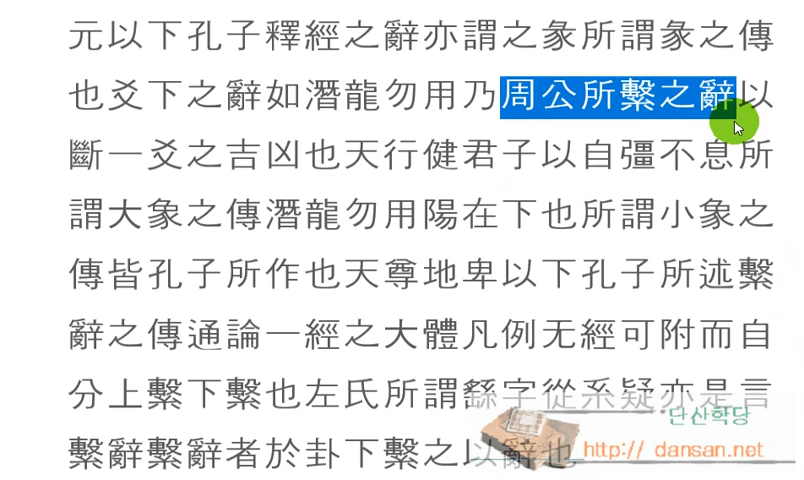 元以下孔子釋經之辭亦謂之彖所謂彖之傳
也爻下之辭如潛龍勿用乃周公所繫之辭以
斷一爻之吉凶也天行健君子以自彊不息所
謂大象之傳潛龍勿用陽在下也所謂小象之
傳皆孔子所作也天尊地卑以下孔子所述繫
辭之傳通論一經之大體凡例无經可附而自
分上繫下繫也左氏所謂繇字從系疑亦是言
繫辭繫辭者於卦下繫之以辭也
단산학당
http:// dansan.net